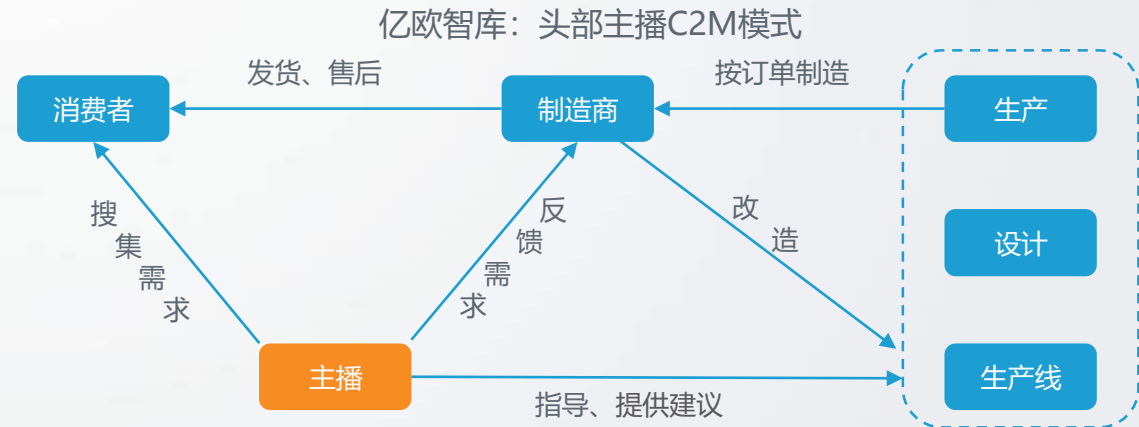 亿欧智库：头部主播C2M模式
发货、售后
按订单制造
消费者
制造商
生产
搜集需求
反馈需求
改造
设计
主播
生产线
指导、提供建议